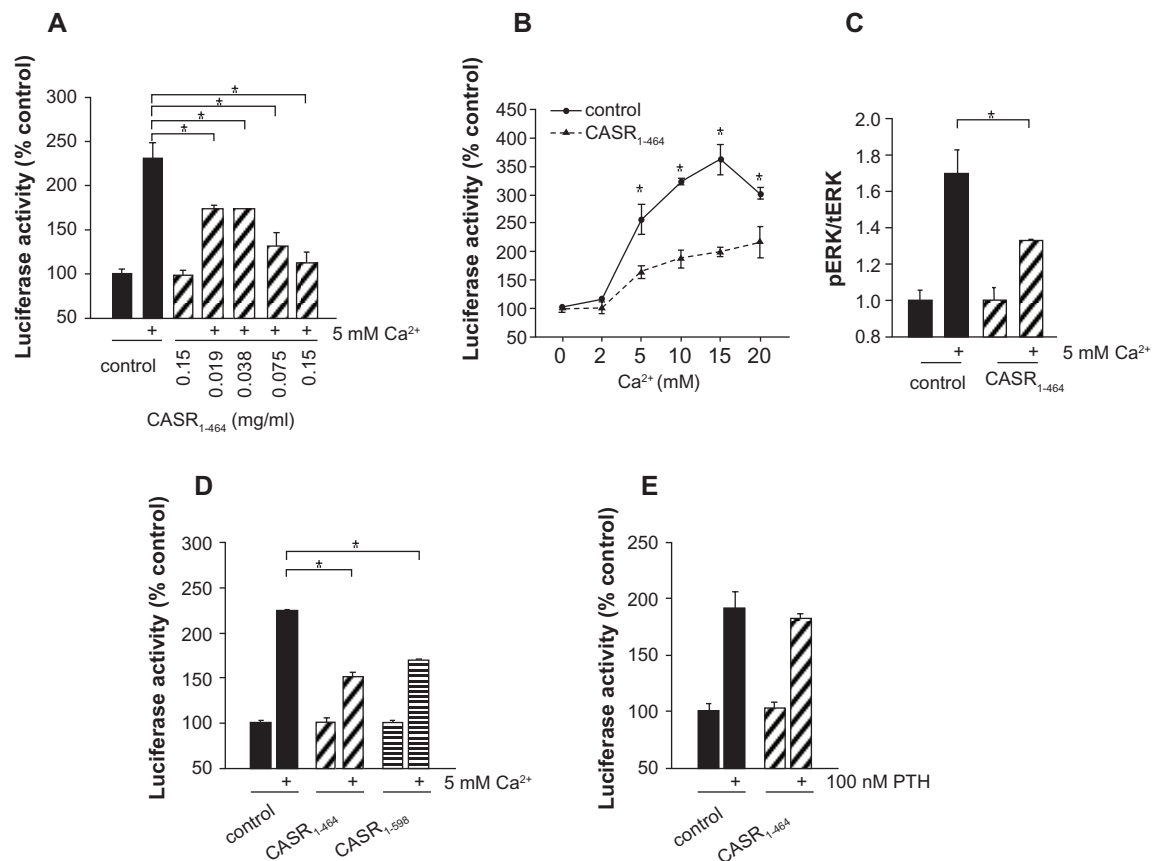 A
Luciferase activity (% control)
300
250
200
150
100
50
*
*
*
*
+ + + + + 5 mM Ca²⁺
control
0.15 0.019 0.038 0.075 0.15
CASR₁₋₄₆₄ (mg/ml)
B
Luciferase activity (% control)
450
400
350
300
250
200
150
100
50
control
CASR₁₋₄₆₄
* * * *
0 2 5 10 15 20
Ca²⁺ (mM)
C
pERK/tERK
2.0
1.8
1.6
1.4
1.2
1.0
0.8
*
+ + 5 mM Ca²⁺
control CASR₁₋₄₆₄
D
Luciferase activity (% control)
300
250
200
150
100
50
*
*
+ + + 5 mM Ca²⁺
control CASR₁₋₄₆₄ CASR₁₋₅₉₈
E
Luciferase activity (% control)
250
200
150
100
50
+ + 100 nM PTH
control CASR₁₋₄₆₄